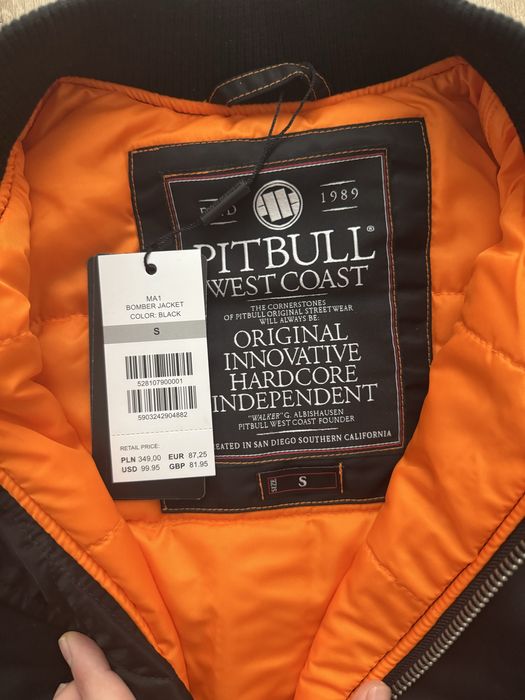 1989
PITBULL®
WEST COAST
THE CORNERSTONES
OF PITBULL ORIGINAL STREETWEAR
WILL ALWAYS BE:
ORIGINAL
INNOVATIVE
HARDCORE
INDEPENDENT
"WALKER" G. ALBISHAUSEN
PITBULL WEST COAST FOUNDER
CREATED IN SAN DIEGO SOUTHERN CALIFORNIA
SIZE
S
MA1
BOMBER JACKET
COLOR: BLACK
S
528107900001
5903242904882
RETAIL PRICE:
PLN 349,00 EUR 87,25
USD 99.95 GBP 81.95